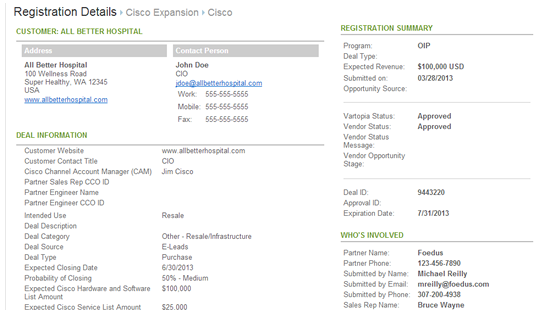 Registration Details Cisco Expansion Cisco
CUSTOMER: ALL BETTER HOSPITAL
Address Contact Person
All Better Hospital John Doe
100 Wellness Road CIO
Super Healthy, WA 12345 jdoe@allbetterhospital.com
USA Work: 555-555-5555
www.allbetterhospital.com Mobile: 555-555-5555
Fax: 555-555-5555
DEAL INFORMATION
Customer Website www.allbetterhospital.com
Customer Contact Title CIO
Cisco Channel Account Manager (CAM) Jim Cisco
Partner Sales Rep CCO ID
Partner Engineer Name
Partner Engineer CCO ID
Intended Use Resale
Deal Description
Deal Category Other - Resale/Infrastructure
Deal Source E-Leads
Deal Type Purchase
Expected Closing Date 6/30/2013
Probability of Closing 50% - Medium
Expected Cisco Hardware and Software $100,000
List Amount
Expected Cisco Service List Amount $25,000
REGISTRATION SUMMARY
Program: OIP
Deal Type:
Expected Revenue: $100,000 USD
Submitted on: 03/28/2013
Opportunity Source:
Vartopia Status: Approved
Vendor Status: Approved
Vendor Status
Message:
Vendor Opportunity
Stage:
Deal ID: 9443220
Approval ID:
Expiration Date: 7/31/2013
WHO'S INVOLVED
Partner Name: Foedus
Partner Phone: 123-456-7890
Submitted by Name: Michael Reilly
Submitted by Email: mreilly@foedus.com
Submitted by Phone: 307-200-4938
Sales Rep Name: Bruce Wayne